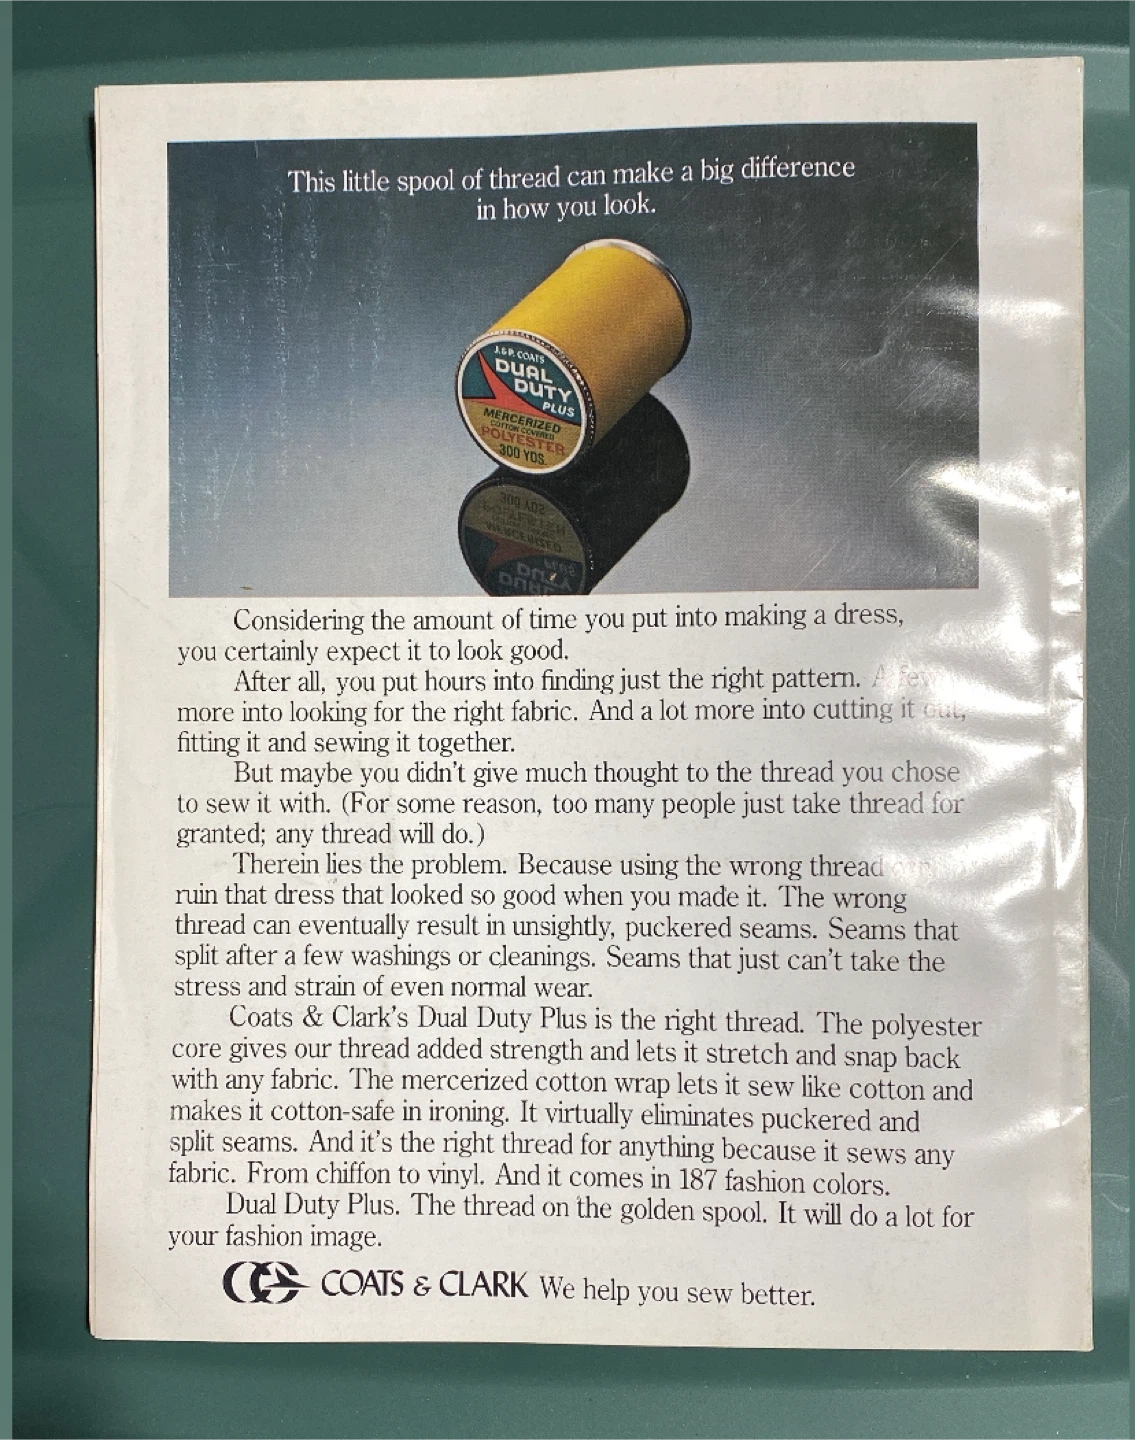 This little spool of thread can make a big difference
in how you look.
J.&P. COATS
DUAL
DUTY
PLUS
MERCERIZED
COTTON COVERED
POLYESTER
300 YDS.
Considering the amount of time you put into making a dress,
you certainly expect it to look good.
After all, you put hours into finding just the right pattern. A few
more into looking for the right fabric. And a lot more into cutting it out,
fitting it and sewing it together.
But maybe you didn't give much thought to the thread you chose
to sew it with. (For some reason, too many people just take thread for
granted; any thread will do.)
Therein lies the problem. Because using the wrong thread
ruin that dress that looked so good when you made it. The wrong
thread can eventually result in unsightly, puckered seams. Seams that
split after a few washings or cleanings. Seams that just can't take the
stress and strain of even normal wear.
Coats & Clark's Dual Duty Plus is the right thread. The polyester
core gives our thread added strength and lets it stretch and snap back
with any fabric. The mercerized cotton wrap lets it sew like cotton and
makes it cotton-safe in ironing. It virtually eliminates puckered and
split seams. And it's the right thread for anything because it sews any
fabric. From chiffon to vinyl. And it comes in 187 fashion colors.
Dual Duty Plus. The thread on the golden spool. It will do a lot for
your fashion image.
COATS & CLARK We help you sew better.